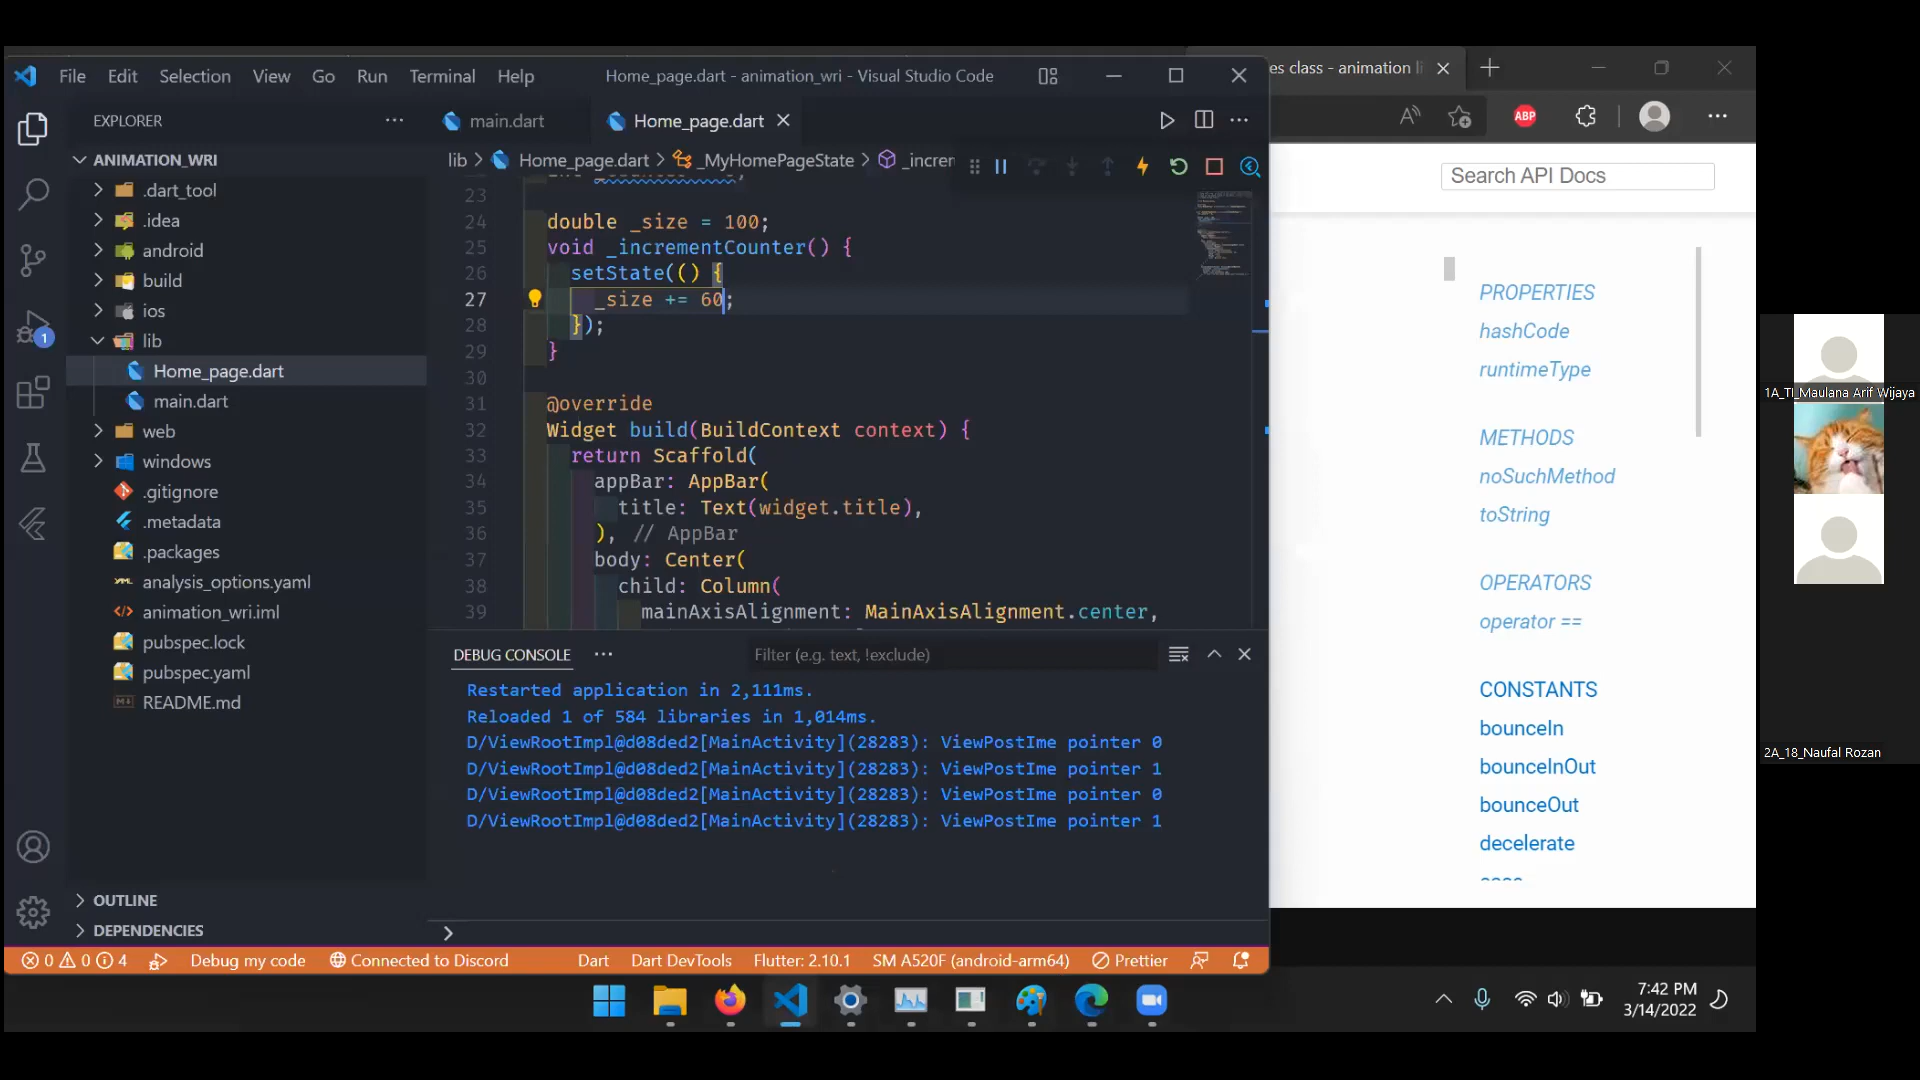 File Edit Selection View Go Run Terminal Help
Home_page.dart - animation_wri - Visual Studio Code
EXPLORER
ANIMATION_WRI
.dart_tool
.idea
android
build
ios
lib
Home_page.dart
main.dart
web
windows
.gitignore
.metadata
.packages
analysis_options.yaml
animation_wri.iml
pubspec.lock
pubspec.yaml
README.md
OUTLINE
DEPENDENCIES
1
main.dart
Home_page.dart
lib > Home_page.dart > _MyHomePageState > _increm
23
24 double _size = 100;
25 void _incrementCounter() {
26 setState(() {
27 _size += 60;
28 });
29 }
30
31 @override
32 Widget build(BuildContext context) {
33 return Scaffold(
34 appBar: AppBar(
35 title: Text(widget.title),
36 ), // AppBar
37 body: Center(
38 child: Column(
39 mainAxisAlignment: MainAxisAlignment.center,
DEBUG CONSOLE
Filter (e.g. text, !exclude)
Restarted application in 2,111ms.
Reloaded 1 of 584 libraries in 1,014ms.
D/ViewRootImpl@d08ded2[MainActivity](28283): ViewPostIme pointer 0
D/ViewRootImpl@d08ded2[MainActivity](28283): ViewPostIme pointer 1
D/ViewRootImpl@d08ded2[MainActivity](28283): ViewPostIme pointer 0
D/ViewRootImpl@d08ded2[MainActivity](28283): ViewPostIme pointer 1
0 0 4 Debug my code Connected to Discord Dart Dart DevTools Flutter: 2.10.1 SM A520F (android-arm64) Prettier
es class - animation li
ABP
Search API Docs
PROPERTIES
hashCode
runtimeType
METHODS
noSuchMethod
toString
OPERATORS
operator ==
CONSTANTS
bounceIn
bounceInOut
bounceOut
decelerate
1A_TI_Maulana Arif Wijaya
2A_18_Naufal Rozan
7:42 PM
3/14/2022